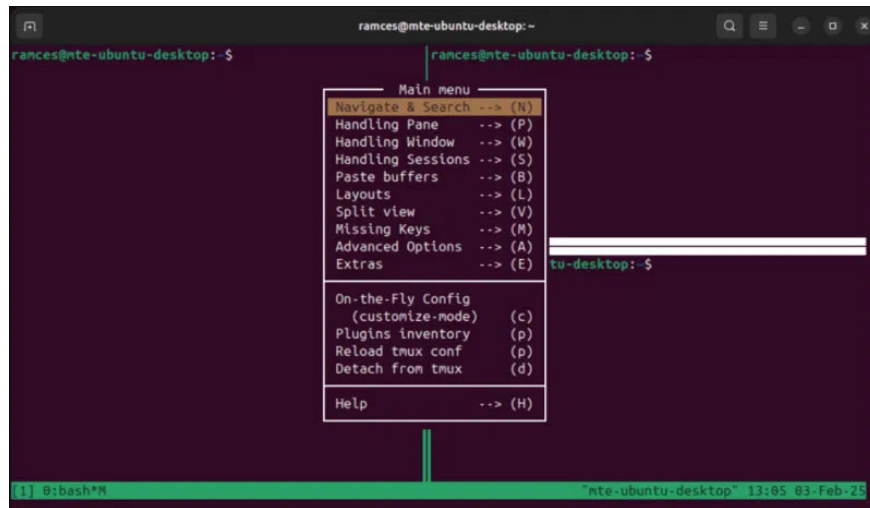 ramces@mte-ubuntu-desktop: ~
ramces@mte-ubuntu-desktop:~$
ramces@mte-ubuntu-desktop:~$
Main menu
Navigate & Search --> (N)
Handling Pane --> (P)
Handling Window --> (W)
Handling Sessions --> (S)
Paste buffers --> (B)
Layouts --> (L)
Split view --> (V)
Missing Keys --> (M)
Advanced Options --> (A)
Extras --> (E)
tu-desktop:~$
On-the-Fly Config
(customize-mode) (c)
Plugins inventory (p)
Reload tmux conf (p)
Detach from tmux (d)
Help --> (H)
[1] 0:bash*M
"mte-ubuntu-desktop" 13:05 03-Feb-25